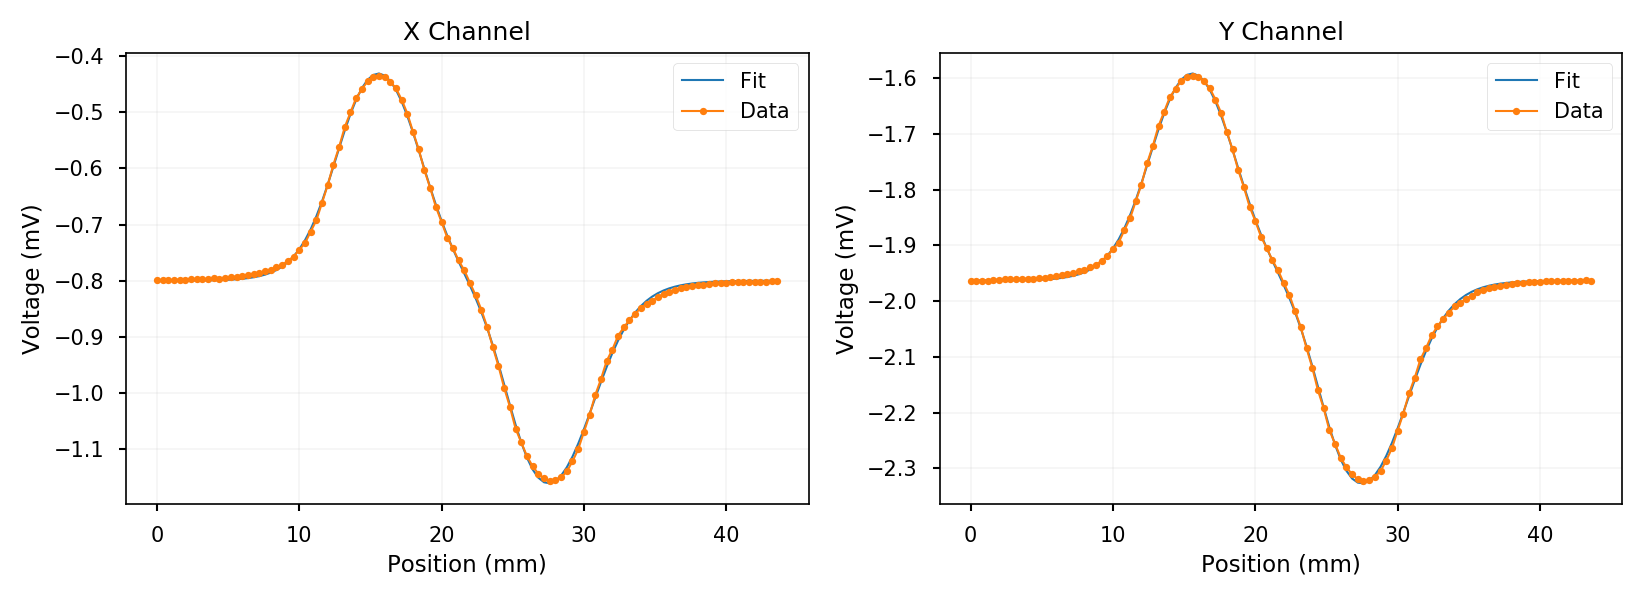 X Channel
Voltage (mV)
−0.4
−0.5
−0.6
−0.7
−0.8
−0.9
−1.0
−1.1
Fit
Data
0
10
20
30
40
Position (mm)
Y Channel
Voltage (mV)
−1.6
−1.7
−1.8
−1.9
−2.0
−2.1
−2.2
−2.3
Fit
Data
0
10
20
30
40
Position (mm)